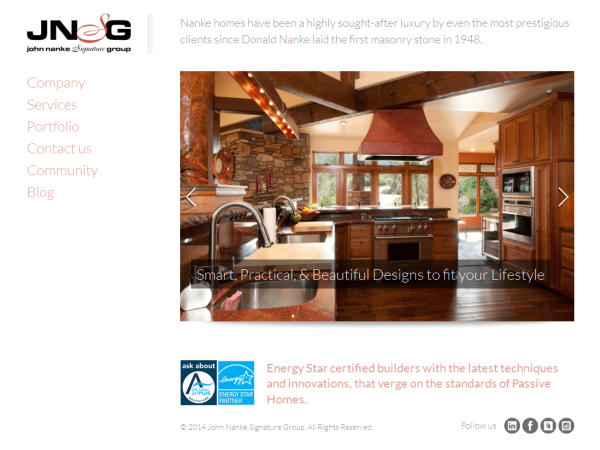 JNSG
john nanke Signature group
Nanke homes have been a highly sought-after luxury by even the most prestigious
clients since Donald Nanke laid the first masonry stone in 1948.
Company
Services
Portfolio
Contact us
Community
Blog
Smart, Practical, & Beautiful Designs to fit your Lifestyle
ask about
PLUS
energy
ENERGY STAR
PARTNER
Energy Star certified builders with the latest techniques
and innovations, that verge on the standards of Passive
Homes.
© 2014 John Nanke Signature Group. All Rights Reserved.
Follow us
in
f